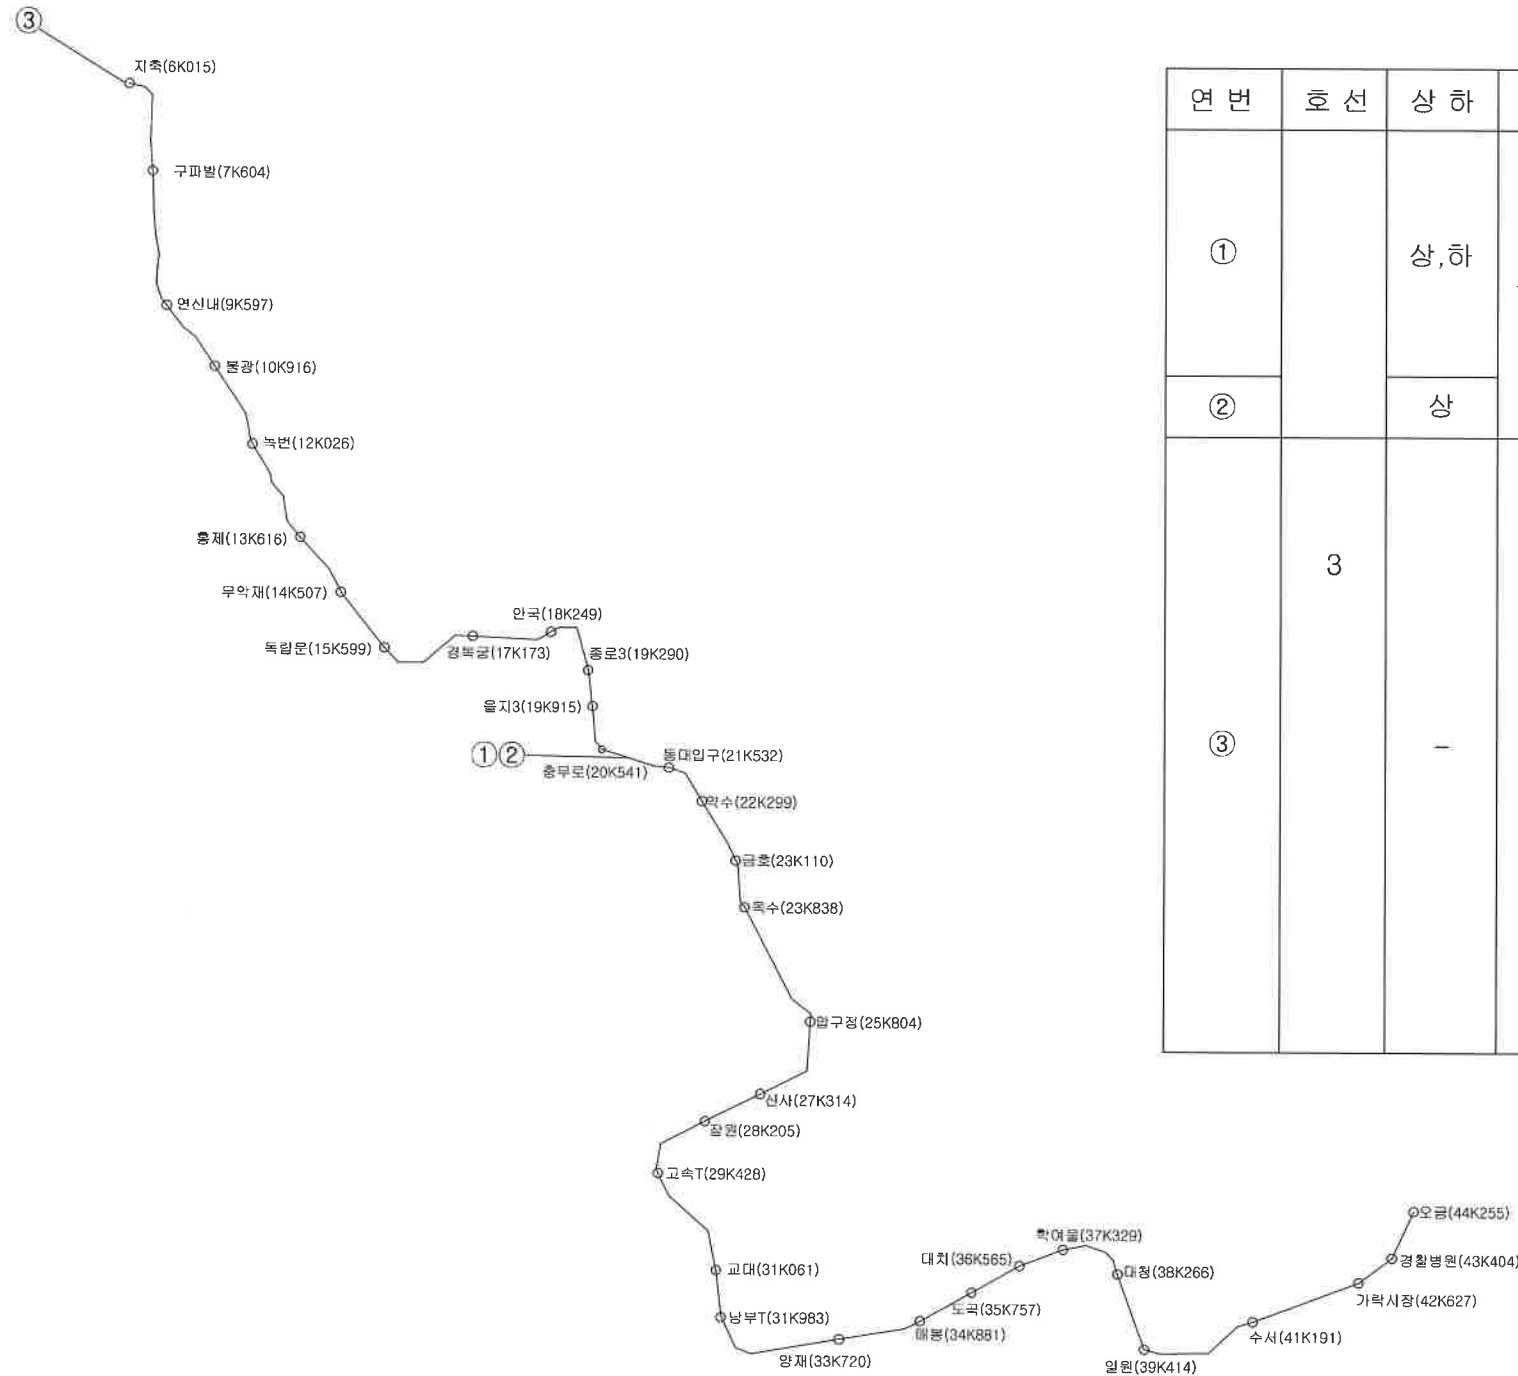 ③
지축(6K015)
구파발(7K604)
연신내(9K597)
불광(10K916)
녹번(12K026)
홍제(13K616)
무악재(14K507)
독립문(15K599)
경복궁(17K173)
안국(18K249)
종로3(19K290)
을지3(19K915)
① ②
충무로(20K541)
동대입구(21K532)
약수(22K299)
금호(23K110)
옥수(23K838)
압구정(25K804)
신사(27K314)
잠원(28K205)
고속T(29K428)
교대(31K061)
남부T(31K983)
양재(33K720)
매봉(34K881)
도곡(35K757)
대치(36K565)
학여울(37K329)
대청(38K266)
일원(39K414)
수서(41K191)
가락시장(42K627)
경찰병원(43K404)
오금(44K255)
연 번 호 선 상 하
① 상,하
② 상
3
③ -